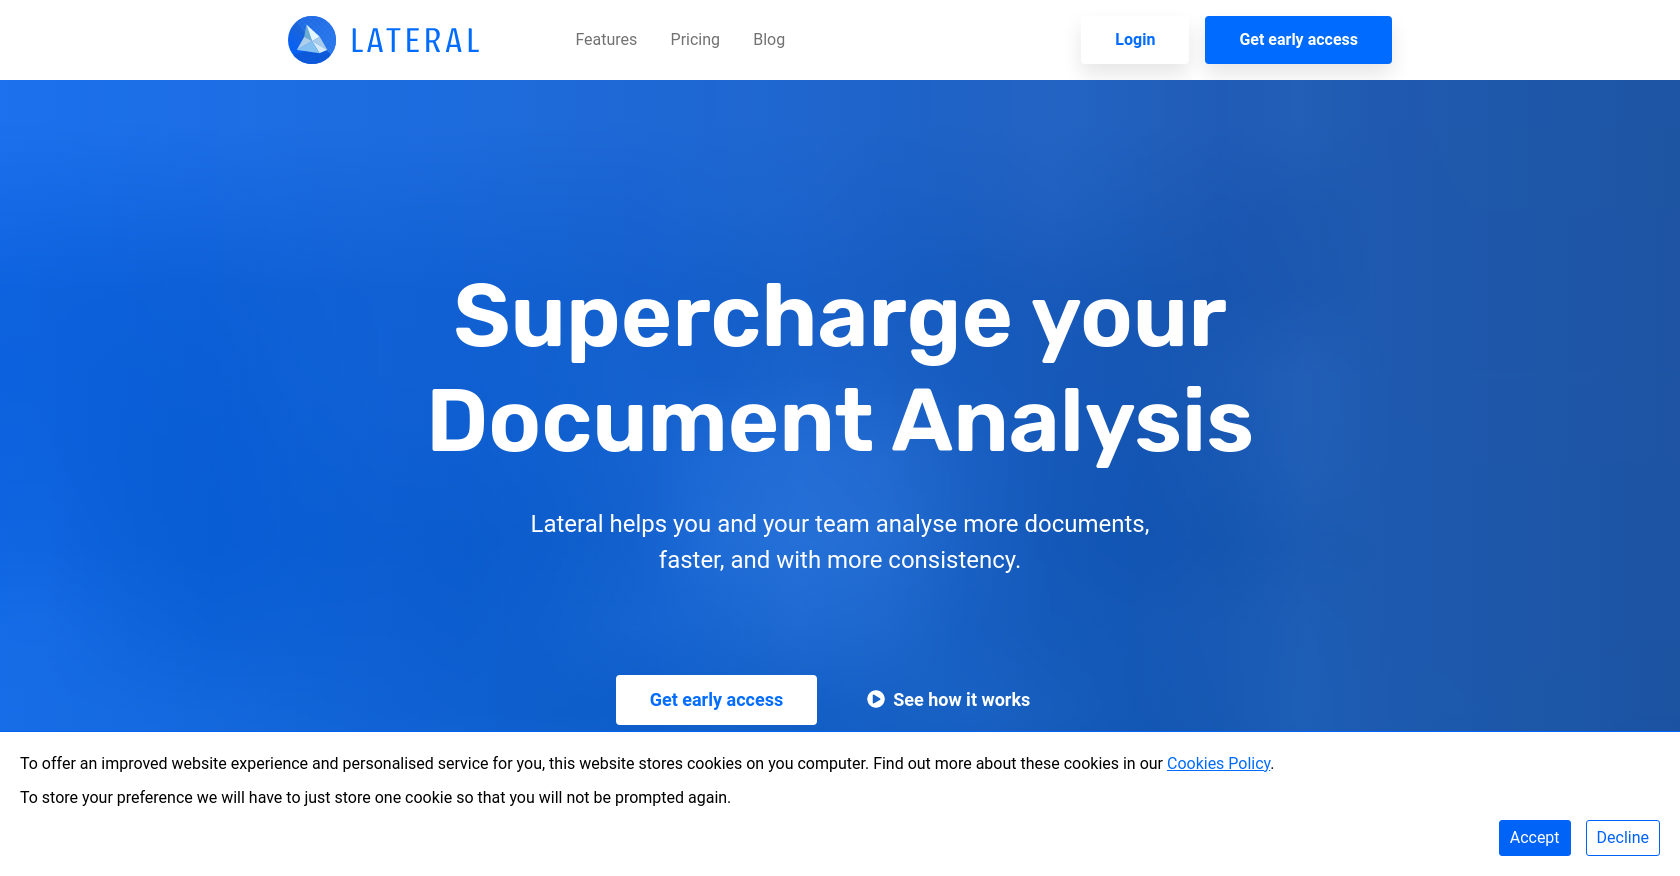 LATERAL
Features
Pricing
Blog
Login
Get early access
Supercharge your
Document Analysis
Lateral helps you and your team analyse more documents,
faster, and with more consistency.
Get early access
See how it works
To offer an improved website experience and personalised service for you, this website stores cookies on you computer. Find out more about these cookies in our Cookies Policy.
To store your preference we will have to just store one cookie so that you will not be prompted again.
Accept
Decline